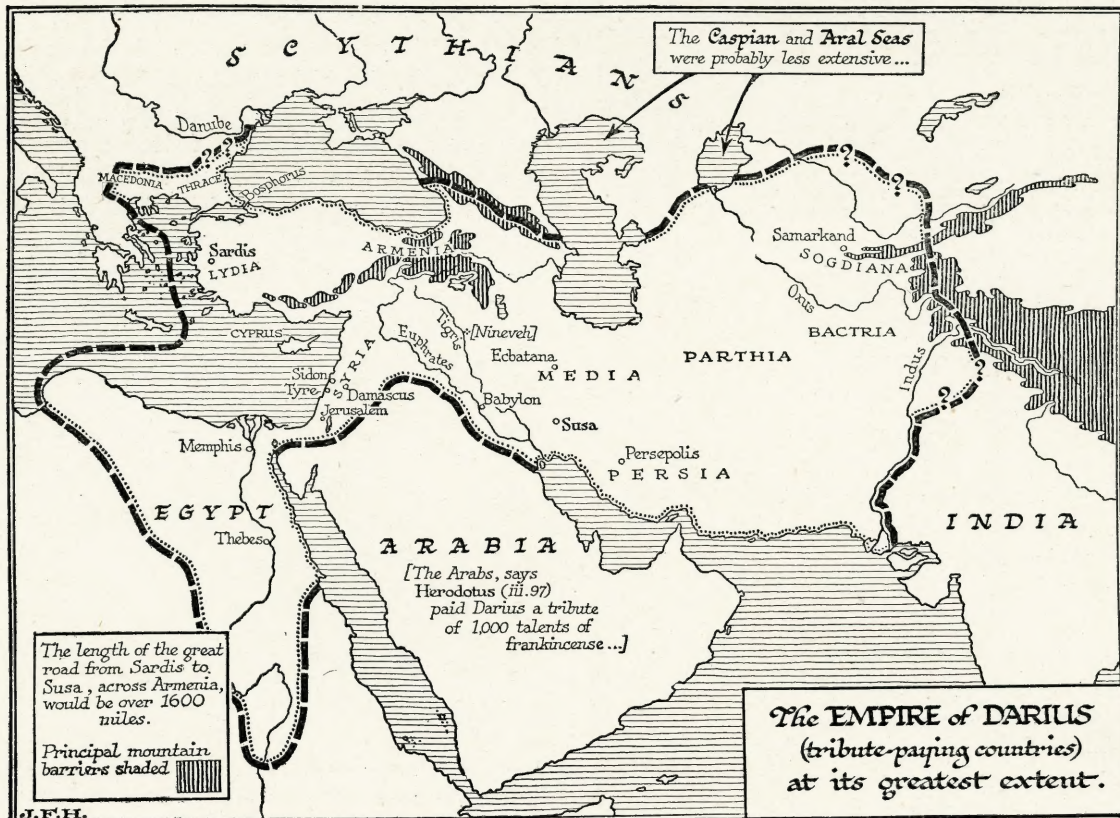 SCYTHIANS
The Caspian and Aral Seas
were probably less extensive...
Danube
? ?
MACEDONIA
THRACE
Bosphorus
?
?
Sardis
LYDIA
ARMENIA
Samarkand
SOGDIANA
Oxus
BACTRIA
CYPRUS
Tigris
[Nineveh]
Euphrates
Ecbatana
MEDIA
PARTHIA
Indus
?
?
Sidon
Tyre
SYRIA
Damascus
Jerusalem
Babylon
Susa
Memphis
Persepolis
PERSIA
EGYPT
Thebes
ARABIA
INDIA
[The Arabs, says
Herodotus (iii.97)
paid Darius a tribute
of 1,000 talents of
frankincense...]
The length of the great
road from Sardis to
Susa, across Armenia,
would be over 1600
miles.
Principal mountain
barriers shaded
The EMPIRE of DARIUS
(tribute-paying countries)
at its greatest extent.
J.F.H.